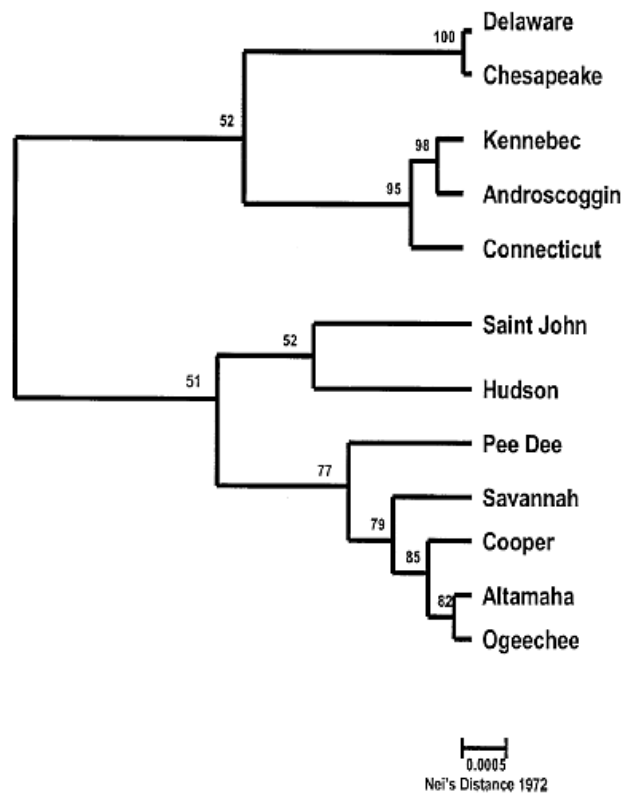 Delaware
100
Chesapeake
52
Kennebec
98
Androscoggin
95
Connecticut
Saint John
52
Hudson
51
Pee Dee
77
Savannah
79
Cooper
85
Altamaha
82
Ogeechee
0.0005
Nei's Distance 1972